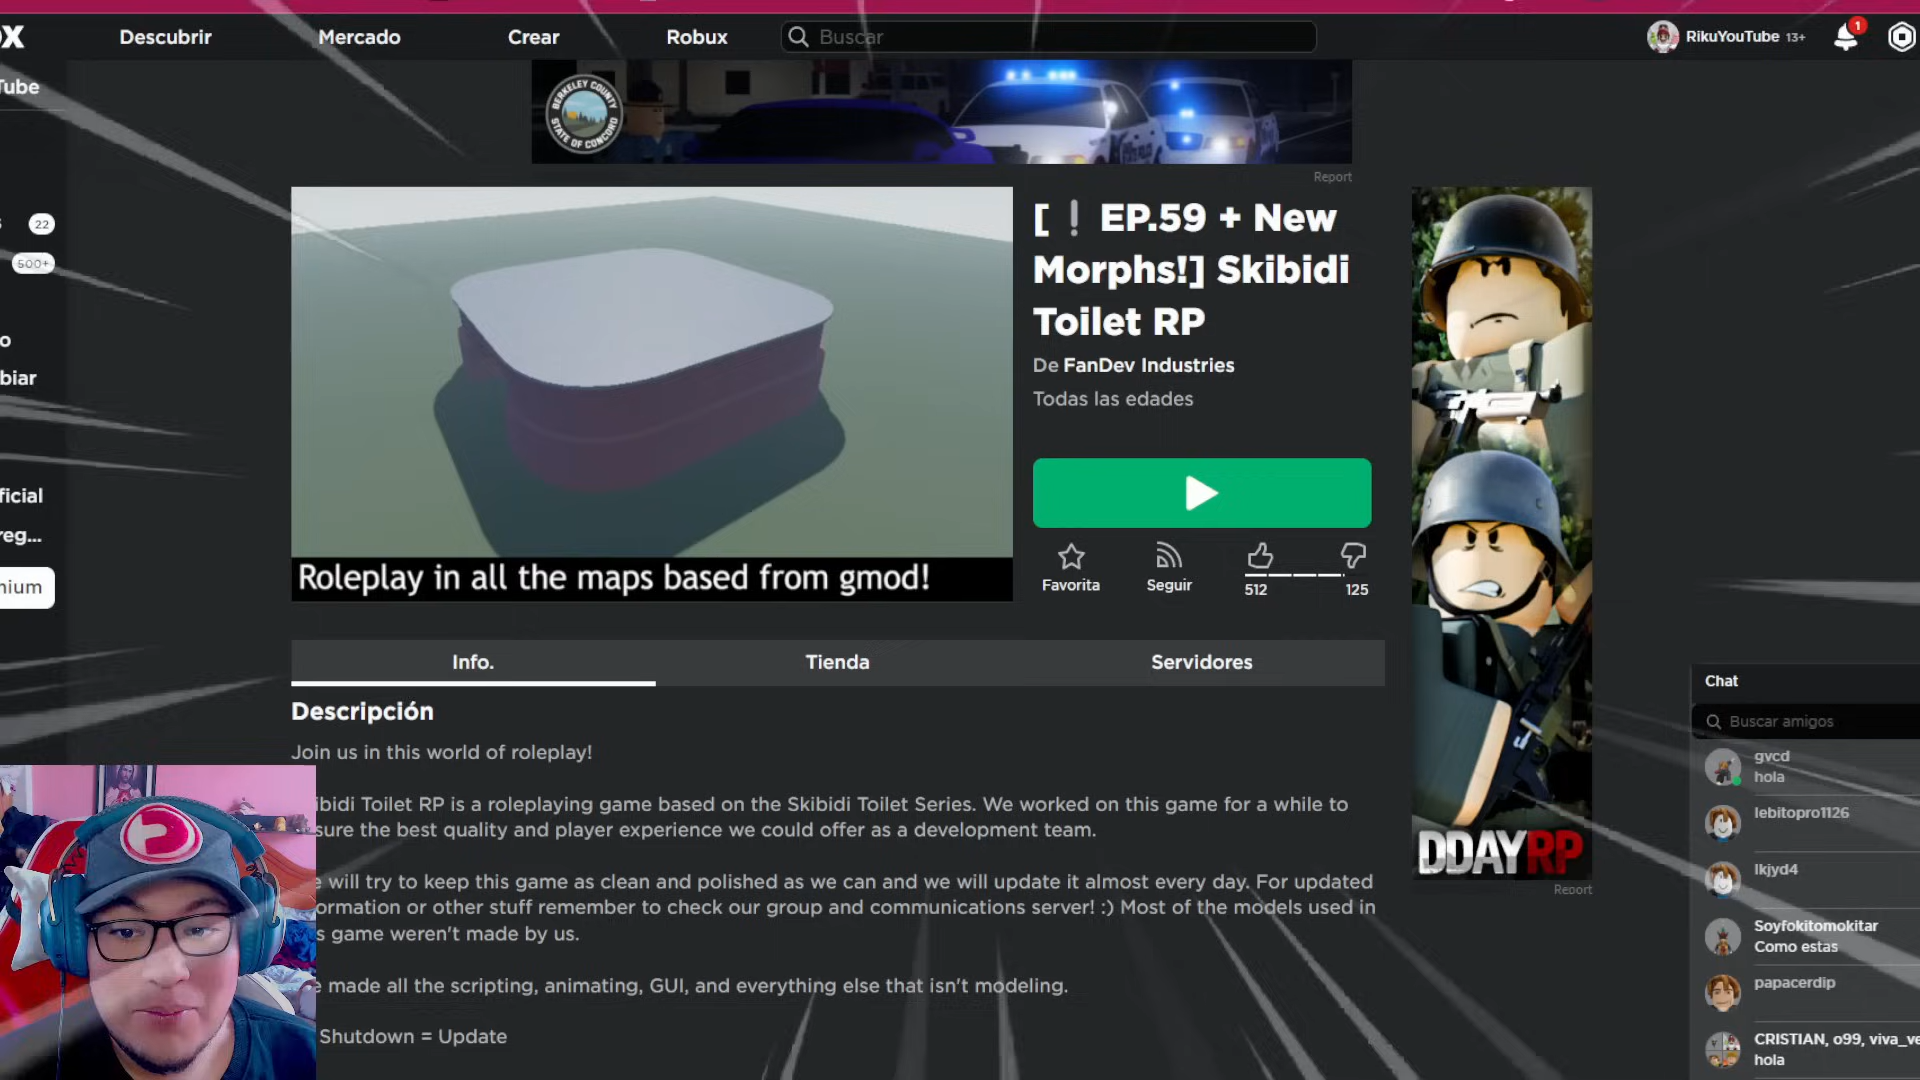 OX
Descubrir
Mercado
Crear
Robux
Buscar
RikuYouTube 13+
1
Tube
BERKELEY COUNTY
STATE OF CONCORD
Report
[❕EP.59 + New
Morphs!] Skibidi
Toilet RP
De FanDev Industries
Todas las edades
22
500+
o
biar
ficial
reg...
nium
Roleplay in all the maps based from gmod!
Favorita
Seguir
512
125
Info.
Tienda
Servidores
Descripción
Join us in this world of roleplay!
ibidi Toilet RP is a roleplaying game based on the Skibidi Toilet Series. We worked on this game for a while to
sure the best quality and player experience we could offer as a development team.
e will try to keep this game as clean and polished as we can and we will update it almost every day. For updated
ormation or other stuff remember to check our group and communications server! :) Most of the models used in
s game weren't made by us.
e made all the scripting, animating, GUI, and everything else that isn't modeling.
Shutdown = Update
DDAYRP
Report
Chat
Buscar amigos
gvcd
hola
lebitopro1126
lkjyd4
Soyfokitomokitar
Como estas
papacerdip
CRISTIAN, o99, viva_ve
hola